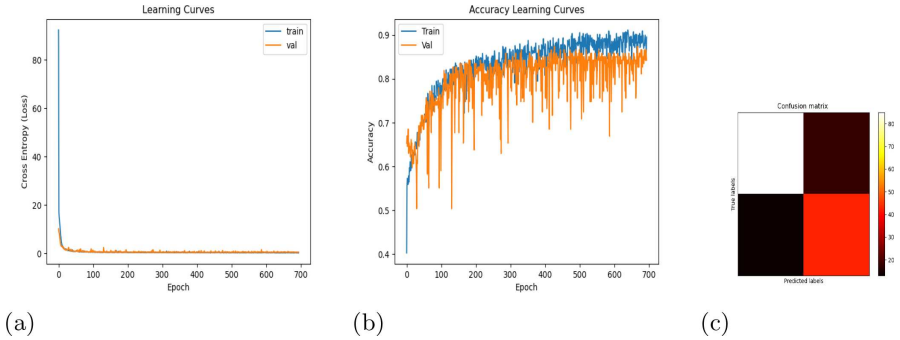 Learning Curves
train
val
Cross Entropy (Loss)
80
60
40
20
0
0 100 200 300 400 500 600 700
Epoch
(a)
Accuracy Learning Curves
Train
Val
Accuracy
0.9
0.8
0.7
0.6
0.5
0.4
0 100 200 300 400 500 600 700
Epoch
(b)
Confusion matrix
True labels
Predicted labels
80
70
60
50
40
30
20
(c)